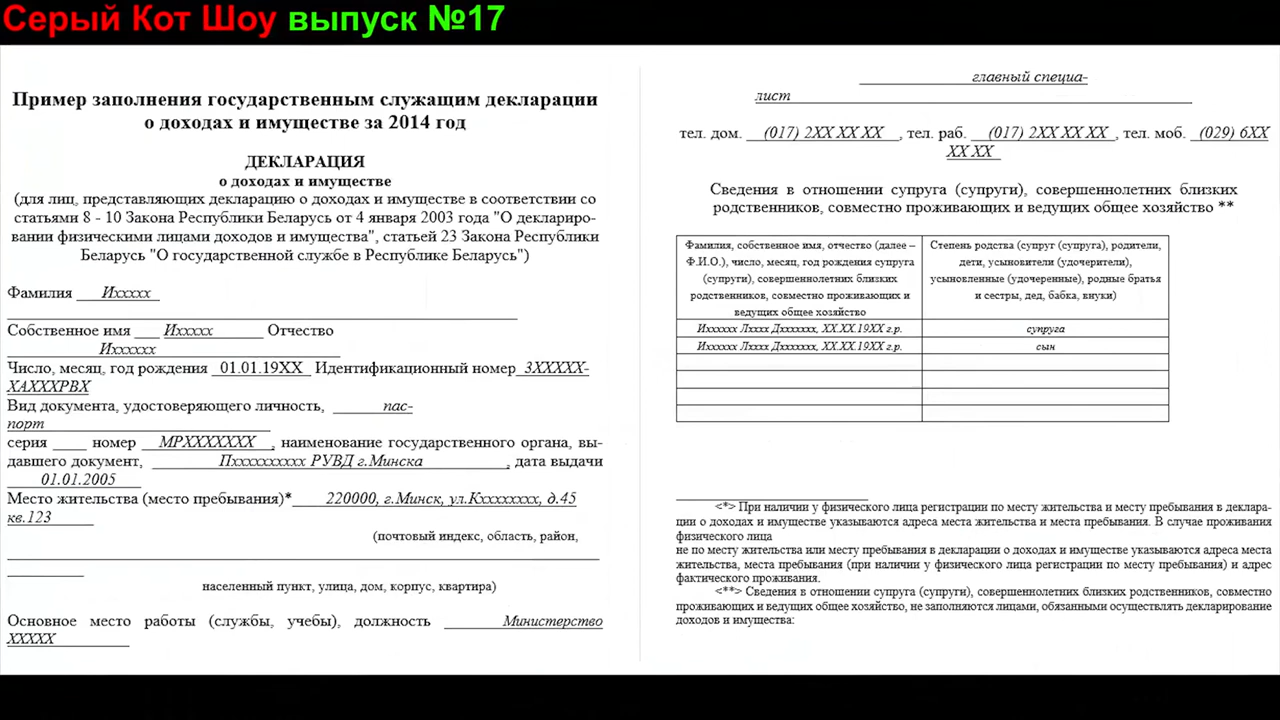 Серый Кот Шоу выпуск №17
Пример заполнения государственным служащим декларации
о доходах и имуществе за 2014 год
ДЕКЛАРАЦИЯ
о доходах и имуществе
(для лиц, представляющих декларацию о доходах и имуществе в соответствии со
статьями 8 - 10 Закона Республики Беларусь от 4 января 2003 года "О деклариро-
вании физическими лицами доходов и имущества", статьей 23 Закона Республики
Беларусь "О государственной службе в Республике Беларусь")
Фамилия Иххххх
Собственное имя Иххххх Отчество
Ихххххх
Число, месяц, год рождения 01.01.19ХХ Идентификационный номер 3ХХХХХ-
ХАХХХРВХ
Вид документа, удостоверяющего личность, пас-
порт
серия номер МРХХХХХХХ, наименование государственного органа, вы-
давшего документ, Пхххххххххх РУВД г.Минска, дата выдачи
01.01.2005
Место жительства (место пребывания)* 220000, г.Минск, ул.Кхххххххх, д.45
кв.123
(почтовый индекс, область, район,
населенный пункт, улица, дом, корпус, квартира)
Основное место работы (службы, учебы), должность Министерство
ХХХХХ
главный специа-
лист
тел. дом. (017) 2ХХ ХХ ХХ, тел. раб. (017) 2ХХ ХХ ХХ, тел. моб. (029) 6ХХ
ХХ ХХ
Сведения в отношении супруга (супруги), совершеннолетних близких
родственников, совместно проживающих и ведущих общее хозяйство **
Фамилия, собственное имя, отчество (далее –
Ф.И.О.), число, месяц, год рождения супруга
(супруги), совершеннолетних близких
родственников, совместно проживающих и
ведущих общее хозяйство
Степень родства (супруг (супруга), родители,
дети, усыновители (удочерители),
усыновленные (удочеренные), родные братья
и сестры, дед, бабка, внуки)
Ихххххх Лхххх Дххххххх, ХХ.ХХ.19ХХ г.р. супруга
Ихххххх Лхххх Дххххххх, ХХ.ХХ.19ХХ г.р. сын
<*> При наличии у физического лица регистрации по месту жительства и месту пребывания в деклара-
ции о доходах и имуществе указываются адреса места жительства и места пребывания. В случае проживания
физического лица
не по месту жительства или месту пребывания в декларации о доходах и имуществе указываются адреса места
жительства, места пребывания (при наличии у физического лица регистрации по месту пребывания) и адрес
фактического проживания.
<**> Сведения в отношении супруга (супруги), совершеннолетних близких родственников, совместно
проживающих и ведущих общее хозяйство, не заполняются лицами, обязанными осуществлять декларирование
доходов и имущества: